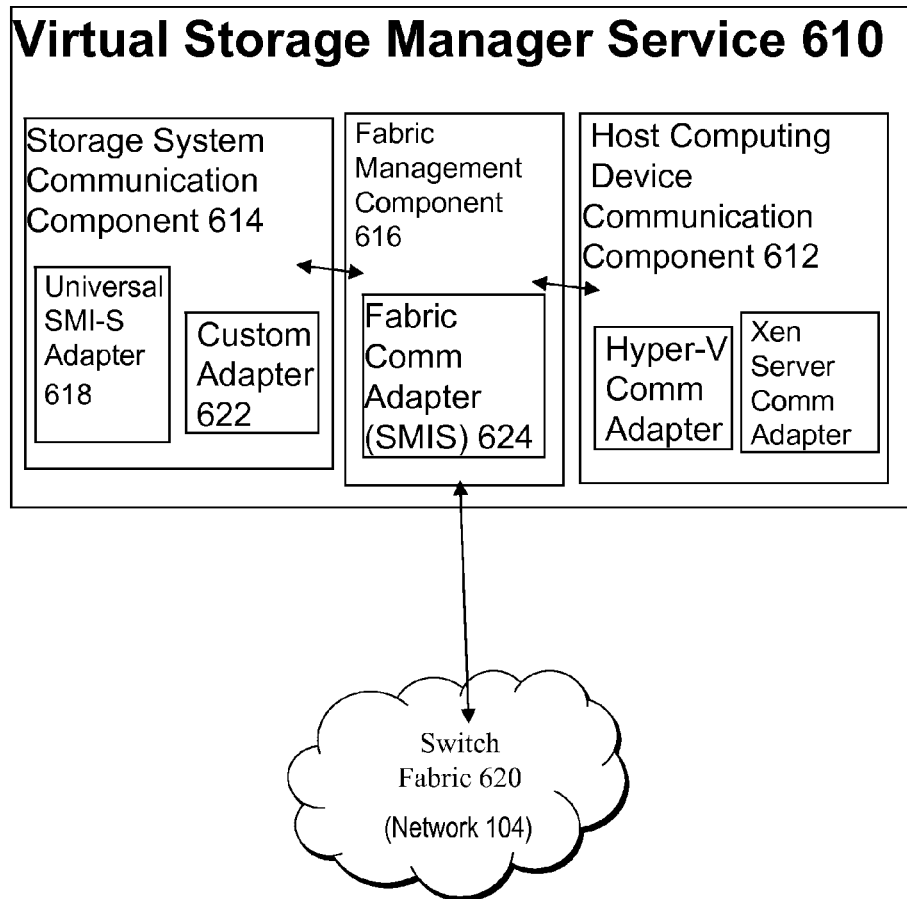 Virtual Storage Manager Service 610
Storage System
Communication
Component 614
Universal
SMI-S
Adapter
618
Custom
Adapter
622
Fabric
Management
Component
616
Fabric
Comm
Adapter
(SMIS) 624
Host Computing
Device
Communication
Component 612
Hyper-V
Comm
Adapter
Xen
Server
Comm
Adapter
Switch
Fabric 620
(Network 104)